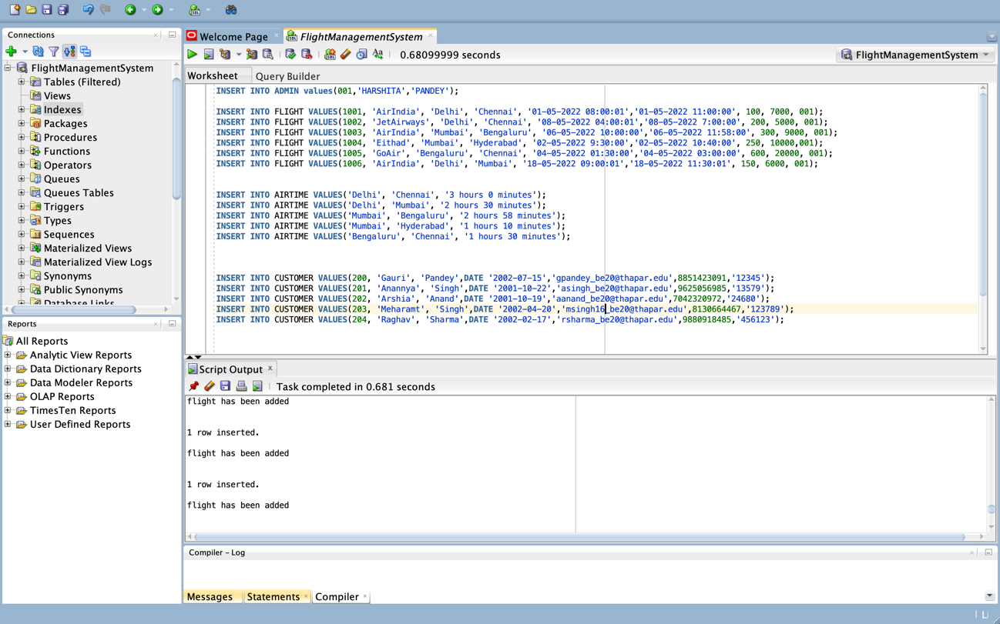 Connections
FlightManagementSystem
Tables (Filtered)
Views
Indexes
Packages
Procedures
Functions
Operators
Queues
Queues Tables
Triggers
Types
Sequences
Materialized Views
Materialized View Logs
Synonyms
Public Synonyms
Database Links
Reports
All Reports
Analytic View Reports
Data Dictionary Reports
Data Modeler Reports
OLAP Reports
TimesTen Reports
User Defined Reports
Welcome Page
FlightManagementSystem
0.68099999 seconds
FlightManagementSystem
Worksheet
Query Builder
INSERT INTO ADMIN values(001,'HARSHITA','PANDEY');
INSERT INTO FLIGHT VALUES(1001, 'AirIndia', 'Delhi', 'Chennai', '01-05-2022 08:00:01','01-05-2022 11:00:00', 100, 7000, 001);
INSERT INTO FLIGHT VALUES(1002, 'JetAirways', 'Delhi', 'Chennai', '08-05-2022 04:00:01','08-05-2022 7:00:00', 200, 5000, 001);
INSERT INTO FLIGHT VALUES(1003, 'AirIndia', 'Mumbai', 'Bengaluru', '06-05-2022 10:00:00','06-05-2022 11:58:00', 300, 9000, 001);
INSERT INTO FLIGHT VALUES(1004, 'Eithad', 'Mumbai', 'Hyderabad', '02-05-2022 9:30:00','02-05-2022 10:40:00', 250, 10000,001);
INSERT INTO FLIGHT VALUES(1005, 'GoAir', 'Bengaluru', 'Chennai', '04-05-2022 01:30:00','04-05-2022 03:00:00', 600, 20000, 001);
INSERT INTO FLIGHT VALUES(1006, 'AirIndia', 'Delhi', 'Mumbai', '18-05-2022 09:00:01','18-05-2022 11:30:01', 150, 6000, 001);
INSERT INTO AIRTIME VALUES('Delhi', 'Chennai', '3 hours 0 minutes');
INSERT INTO AIRTIME VALUES('Delhi', 'Mumbai', '2 hours 30 minutes');
INSERT INTO AIRTIME VALUES('Mumbai', 'Bengaluru', '2 hours 58 minutes');
INSERT INTO AIRTIME VALUES('Mumbai', 'Hyderabad', '1 hours 10 minutes');
INSERT INTO AIRTIME VALUES('Bengaluru', 'Chennai', '1 hours 30 minutes');
INSERT INTO CUSTOMER VALUES(200, 'Gauri', 'Pandey',DATE '2002-07-15','gpandey_be20@thapar.edu',8851423091,'12345');
INSERT INTO CUSTOMER VALUES(201, 'Anannya', 'Singh',DATE '2001-10-22','asingh_be20@thapar.edu',9625056985,'13579');
INSERT INTO CUSTOMER VALUES(202, 'Arshia', 'Anand',DATE '2001-10-19','aanand_be20@thapar.edu',7042320972,'24680');
INSERT INTO CUSTOMER VALUES(203, 'Meharamt', 'Singh',DATE '2002-04-20','msingh16_be20@thapar.edu',8130664467,'123789');
INSERT INTO CUSTOMER VALUES(204, 'Raghav', 'Sharma',DATE '2002-02-17','rsharma_be20@thapar.edu',9880918485,'456123');
Script Output
Task completed in 0.681 seconds
flight has been added
1 row inserted.
flight has been added
1 row inserted.
flight has been added
Compiler - Log
Messages
Statements
Compiler